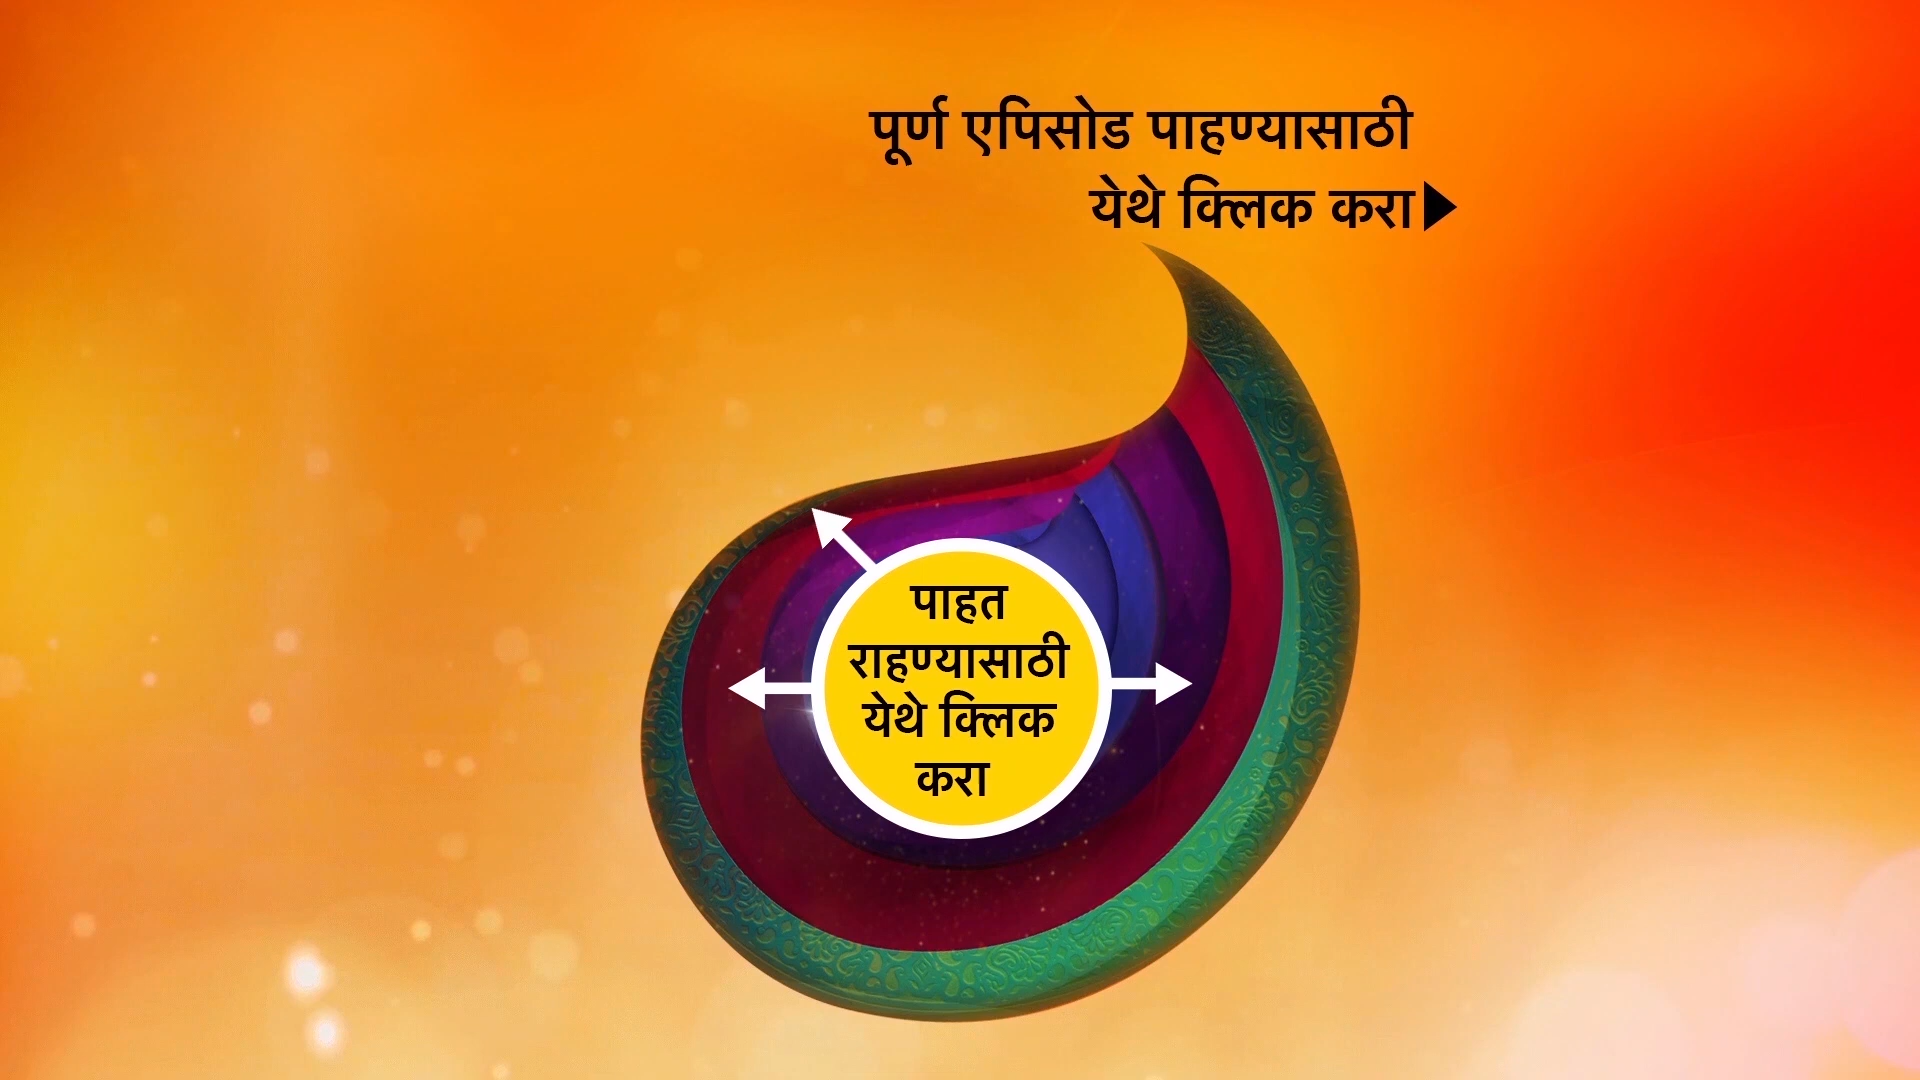 पूर्ण एपिसोड पाहण्यासाठी
येथे क्लिक करा
पाहत
राहण्यासाठी
येथे क्लिक
करा